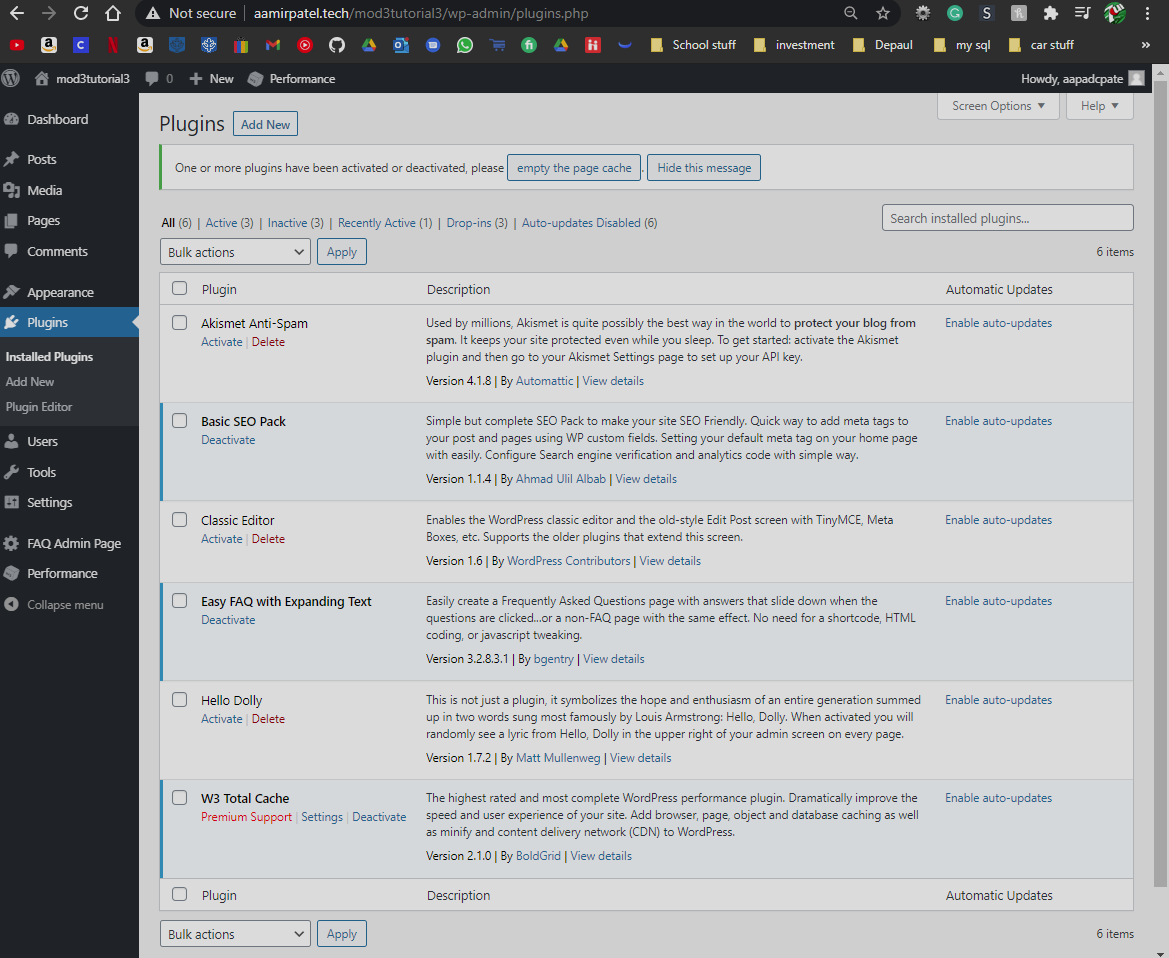 Not secure | aamirpatel.tech/mod3tutorial3/wp-admin/plugins.php
School stuff investment Depaul my sql car stuff »
mod3tutorial3 0 New Performance Howdy, aapadcpate
Dashboard
Posts
Media
Pages
Comments
Appearance
Plugins
Installed Plugins
Add New
Plugin Editor
Users
Tools
Settings
FAQ Admin Page
Performance
Collapse menu
Screen Options Help
Plugins Add New
One or more plugins have been activated or deactivated, please empty the page cache . Hide this message
All (6) | Active (3) | Inactive (3) | Recently Active (1) | Drop-ins (3) | Auto-updates Disabled (6)
Search installed plugins...
Bulk actions Apply 6 items
Plugin Description Automatic Updates
Akismet Anti-Spam
Activate | Delete
Used by millions, Akismet is quite possibly the best way in the world to protect your blog from
spam. It keeps your site protected even while you sleep. To get started: activate the Akismet
plugin and then go to your Akismet Settings page to set up your API key.
Version 4.1.8 | By Automattic | View details
Enable auto-updates
Basic SEO Pack
Deactivate
Simple but complete SEO Pack to make your site SEO Friendly. Quick way to add meta tags to
your post and pages using WP custom fields. Setting your default meta tag on your home page
with easily. Configure Search engine verification and analytics code with simple way.
Version 1.1.4 | By Ahmad Ulil Albab | View details
Enable auto-updates
Classic Editor
Activate | Delete
Enables the WordPress classic editor and the old-style Edit Post screen with TinyMCE, Meta
Boxes, etc. Supports the older plugins that extend this screen.
Version 1.6 | By WordPress Contributors | View details
Enable auto-updates
Easy FAQ with Expanding Text
Deactivate
Easily create a Frequently Asked Questions page with answers that slide down when the
questions are clicked...or a non-FAQ page with the same effect. No need for a shortcode, HTML
coding, or javascript tweaking.
Version 3.2.8.3.1 | By bgentry | View details
Enable auto-updates
Hello Dolly
Activate | Delete
This is not just a plugin, it symbolizes the hope and enthusiasm of an entire generation summed
up in two words sung most famously by Louis Armstrong: Hello, Dolly. When activated you will
randomly see a lyric from Hello, Dolly in the upper right of your admin screen on every page.
Version 1.7.2 | By Matt Mullenweg | View details
Enable auto-updates
W3 Total Cache
Premium Support | Settings | Deactivate
The highest rated and most complete WordPress performance plugin. Dramatically improve the
speed and user experience of your site. Add browser, page, object and database caching as well
as minify and content delivery network (CDN) to WordPress.
Version 2.1.0 | By BoldGrid | View details
Enable auto-updates
Plugin Description Automatic Updates
Bulk actions Apply 6 items